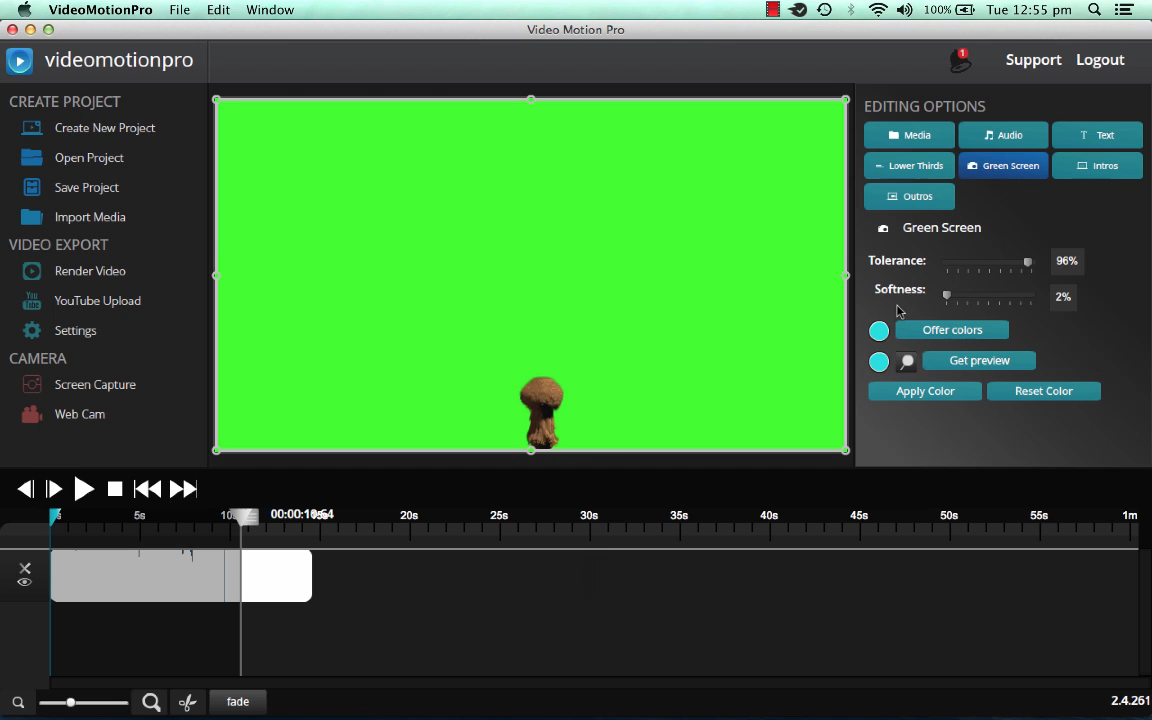 VideoMotionPro File Edit Window 100% Tue 12:55 pm
Video Motion Pro
videomotionpro
1 Support Logout
CREATE PROJECT
Create New Project
Open Project
Save Project
Import Media
VIDEO EXPORT
Render Video
You Tube YouTube Upload
Settings
CAMERA
Screen Capture
Web Cam
EDITING OPTIONS
Media Audio T Text
Lower Thirds Green Screen Intros
Outros
Green Screen
Tolerance: 96%
Softness: 2%
Offer colors
Get preview
Apply Color Reset Color
5s 20s 25s 30s 35s 40s 45s 50s 55s 1m
fade
2.4.261